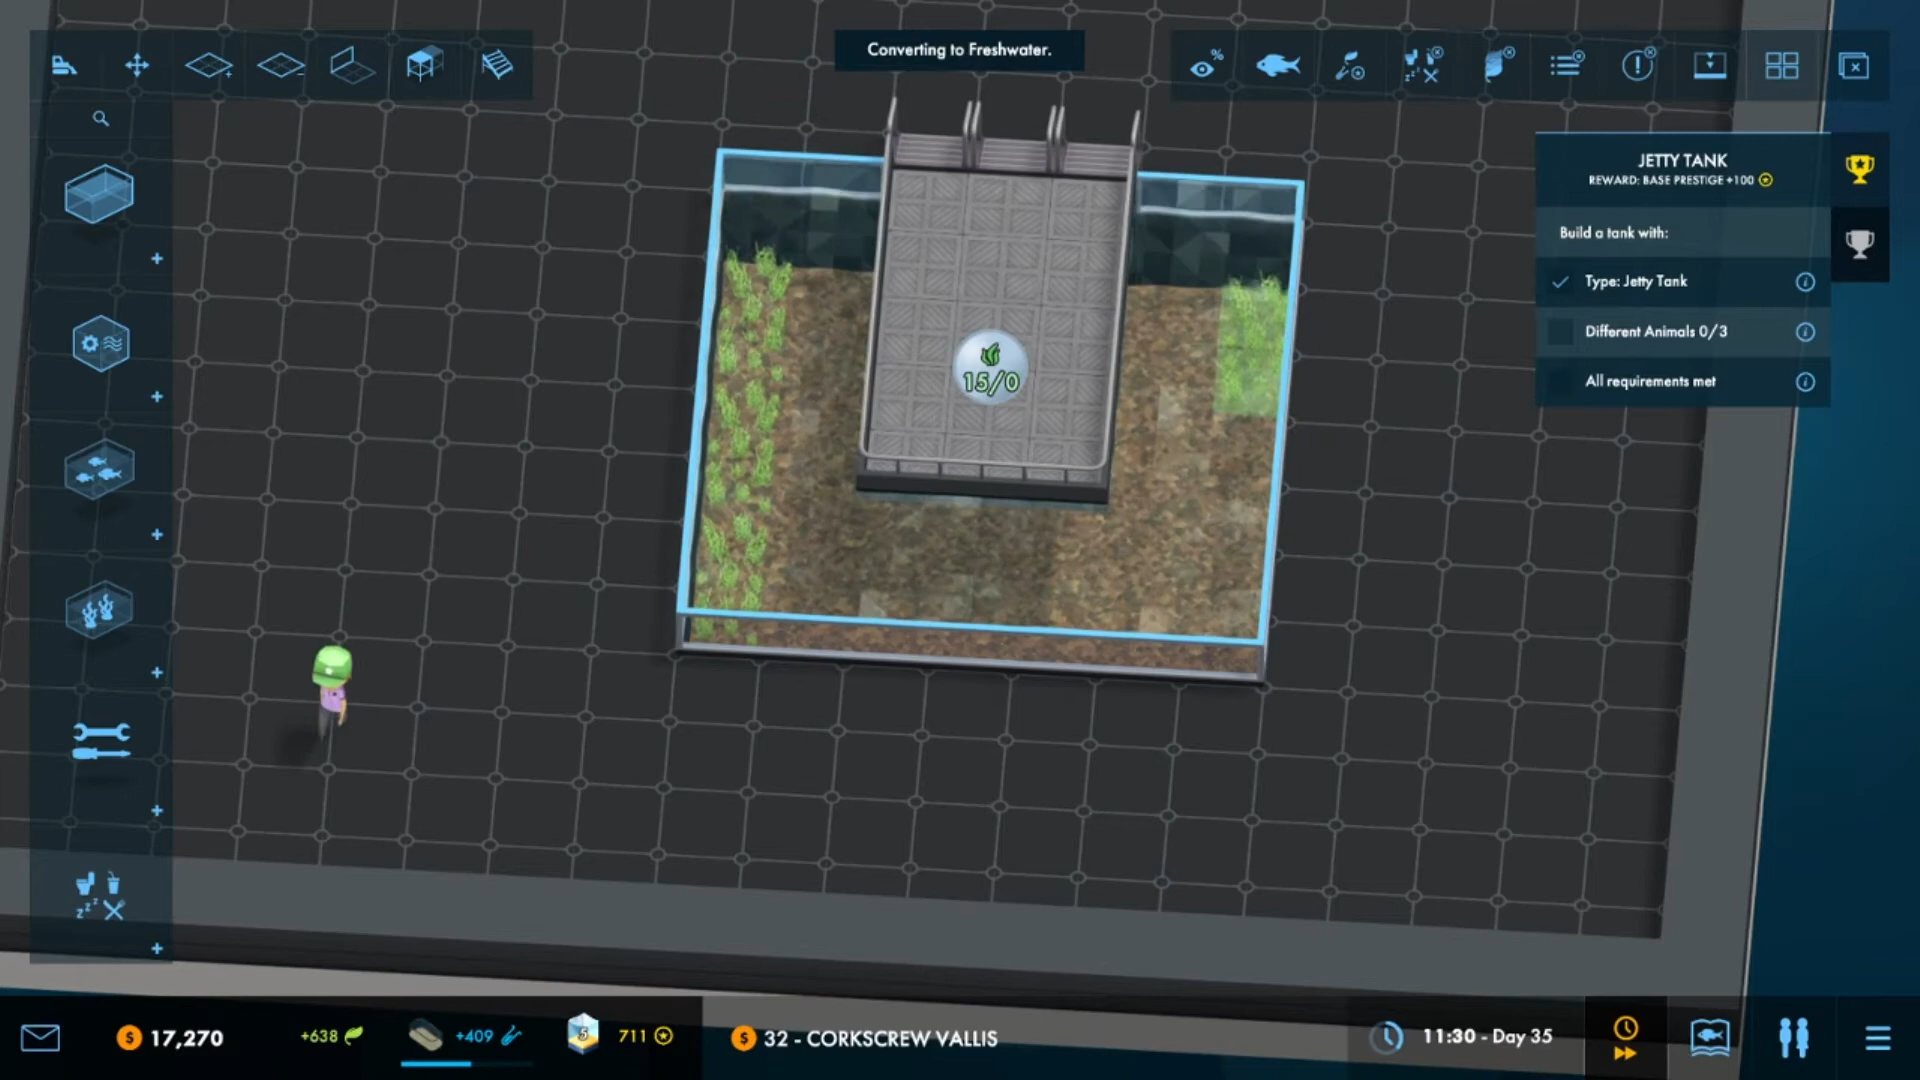 Converting to Freshwater.
%
JETTY TANK
REWARD: BASE PRESTIGE +100
Build a tank with:
Type: Jetty Tank
Different Animals 0/3
All requirements met
15/0
17,270
+638
+409
5
711
32 - CORKSCREW VALLIS
11:30 - Day 35